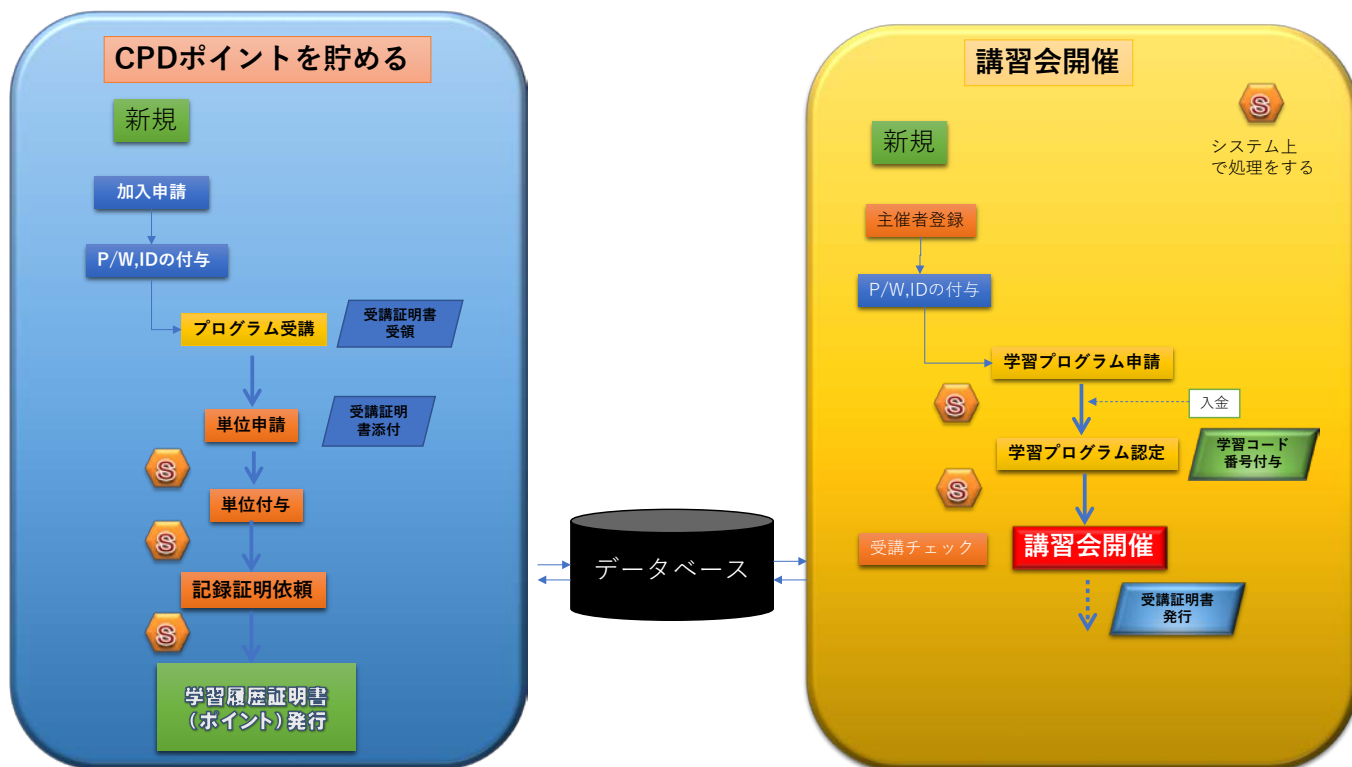 CPDポイントを貯める
新規
加入申請
P/W,IDの付与
プログラム受講
受講証明書
受領
単位申請
受講証明
書添付
S
単位付与
S
記録証明依頼
S
学習履歴証明書
(ポイント)発行
データベース
講習会開催
S
システム上
で処理をする
新規
主催者登録
P/W,IDの付与
学習プログラム申請
S
入金
学習プログラム認定
学習コード
番号付与
S
受講チェック
講習会開催
受講証明書
発行